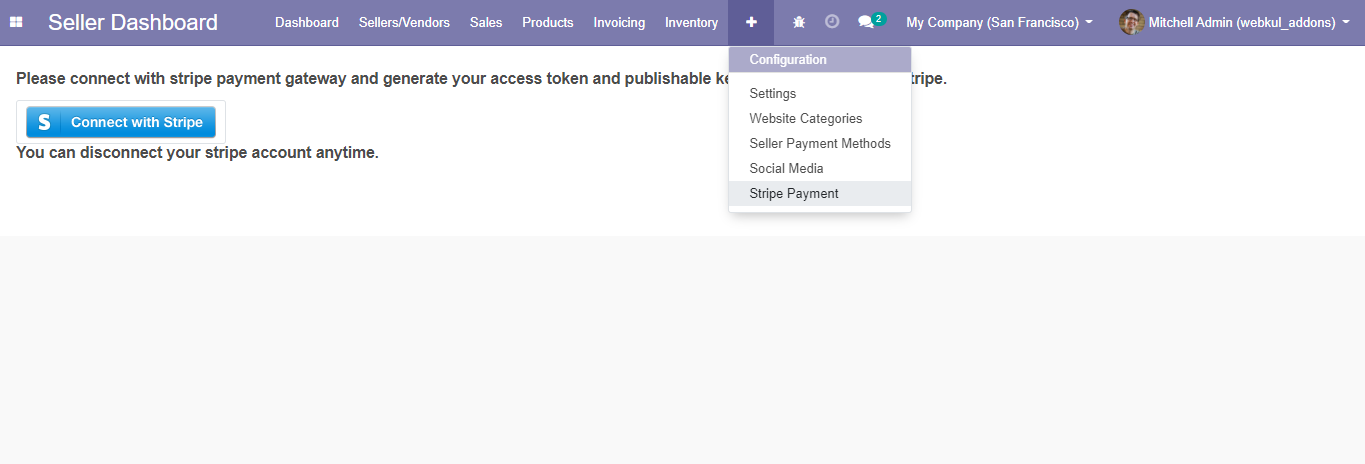 Seller Dashboard Dashboard Sellers/Vendors Sales Products Invoicing Inventory + 2 My Company (San Francisco) Mitchell Admin (webkul_addons)
Configuration
Please connect with stripe payment gateway and generate your access token and publishable tripe.
Settings
Website Categories
Seller Payment Methods
Social Media
Stripe Payment
S Connect with Stripe
You can disconnect your stripe account anytime.